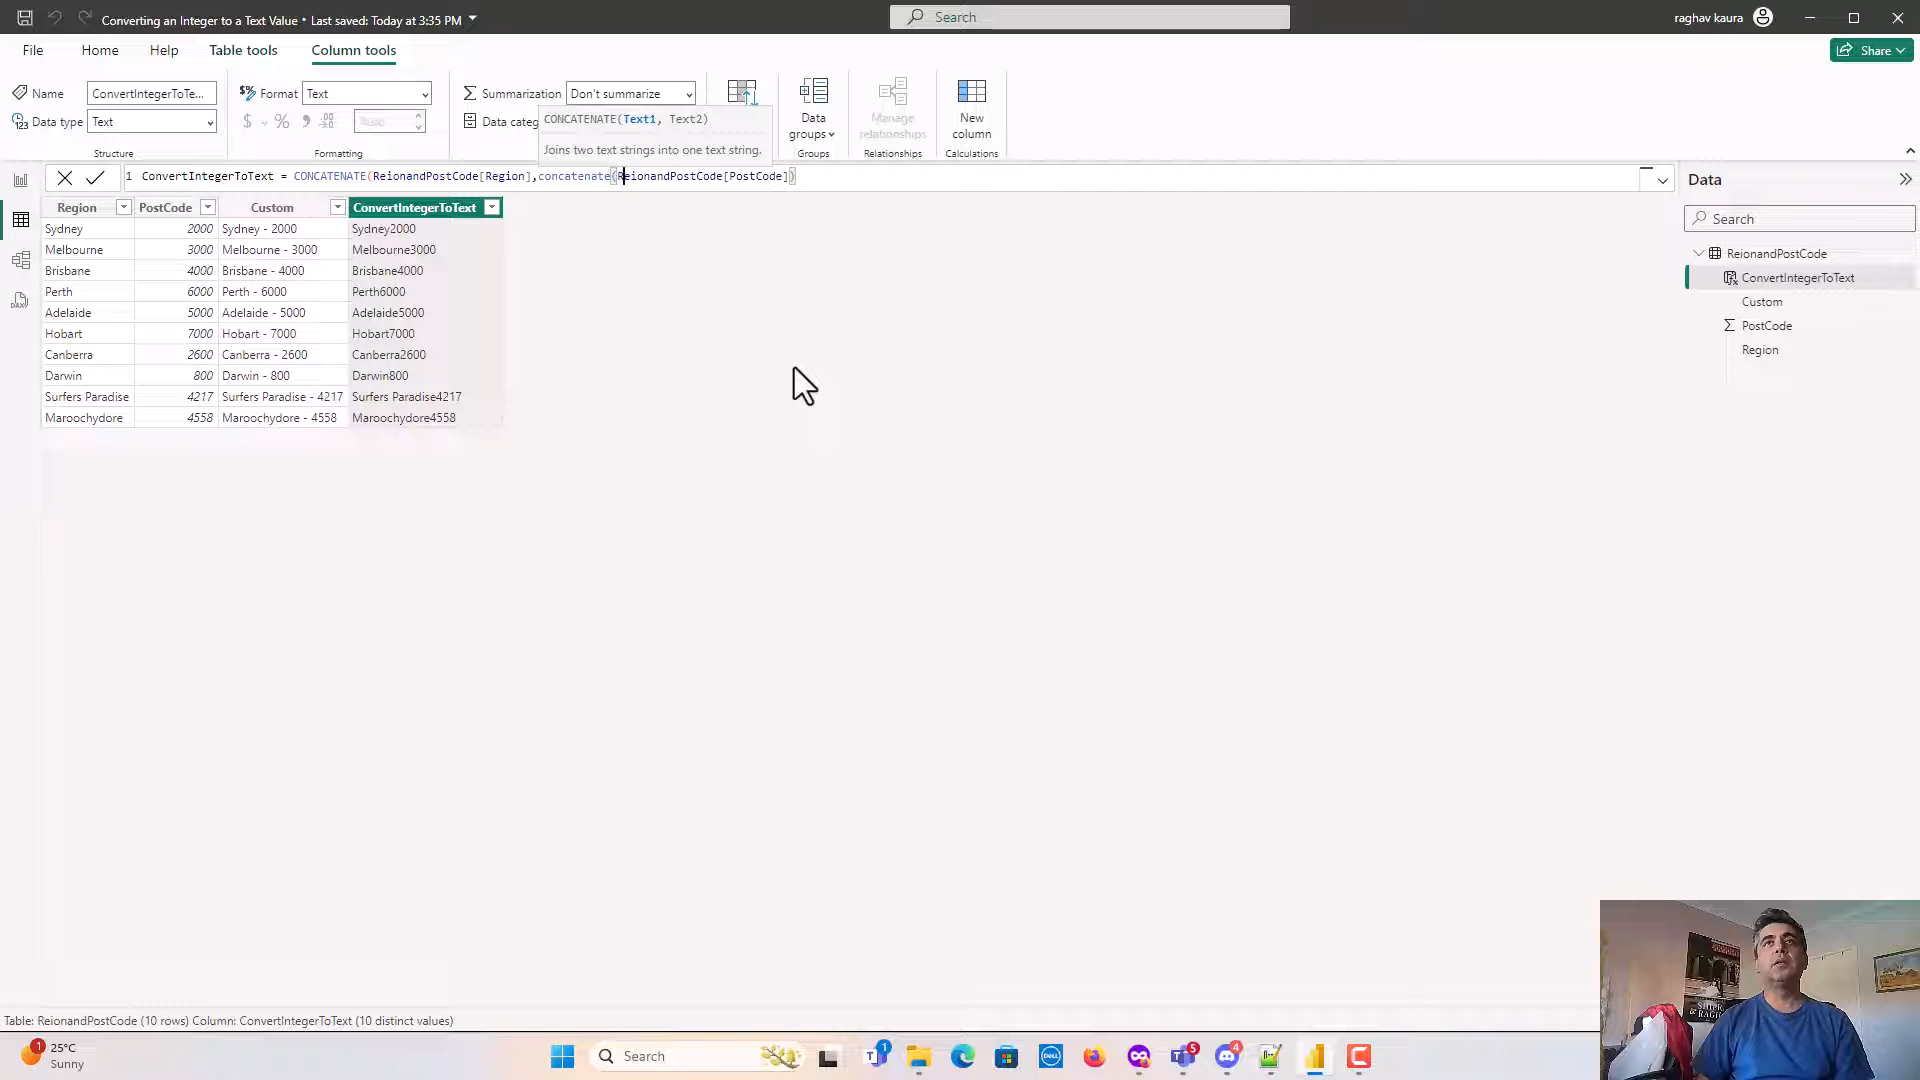 Converting an Integer to a Text Value • Last saved: Today at 3:35 PM
Search
raghav kaura
File
Home
Help
Table tools
Column tools
Share
Name
ConvertIntegerToTe...
Format
Text
Summarization
Don't summarize
Data type
Text
$ % 9
Auto
Data categ
CONCATENATE(Text1, Text2)
Joins two text strings into one text string.
Data groups
Manage relationships
New column
Structure
Formatting
Groups
Relationships
Calculations
1 ConvertIntegerToText = CONCATENATE(ReionandPostCode[Region],concatenate(ReionandPostCode[PostCode])
Region PostCode Custom ConvertIntegerToText
Sydney 2000 Sydney - 2000 Sydney2000
Melbourne 3000 Melbourne - 3000 Melbourne3000
Brisbane 4000 Brisbane - 4000 Brisbane4000
Perth 6000 Perth - 6000 Perth6000
Adelaide 5000 Adelaide - 5000 Adelaide5000
Hobart 7000 Hobart - 7000 Hobart7000
Canberra 2600 Canberra - 2600 Canberra2600
Darwin 800 Darwin - 800 Darwin800
Surfers Paradise 4217 Surfers Paradise - 4217 Surfers Paradise4217
Maroochydore 4558 Maroochydore - 4558 Maroochydore4558
Data
Search
ReionandPostCode
ConvertIntegerToText
Custom
PostCode
Region
Table: ReionandPostCode (10 rows) Column: ConvertIntegerToText (10 distinct values)
1
25°C
Sunny
Search
1
DELL
5
4